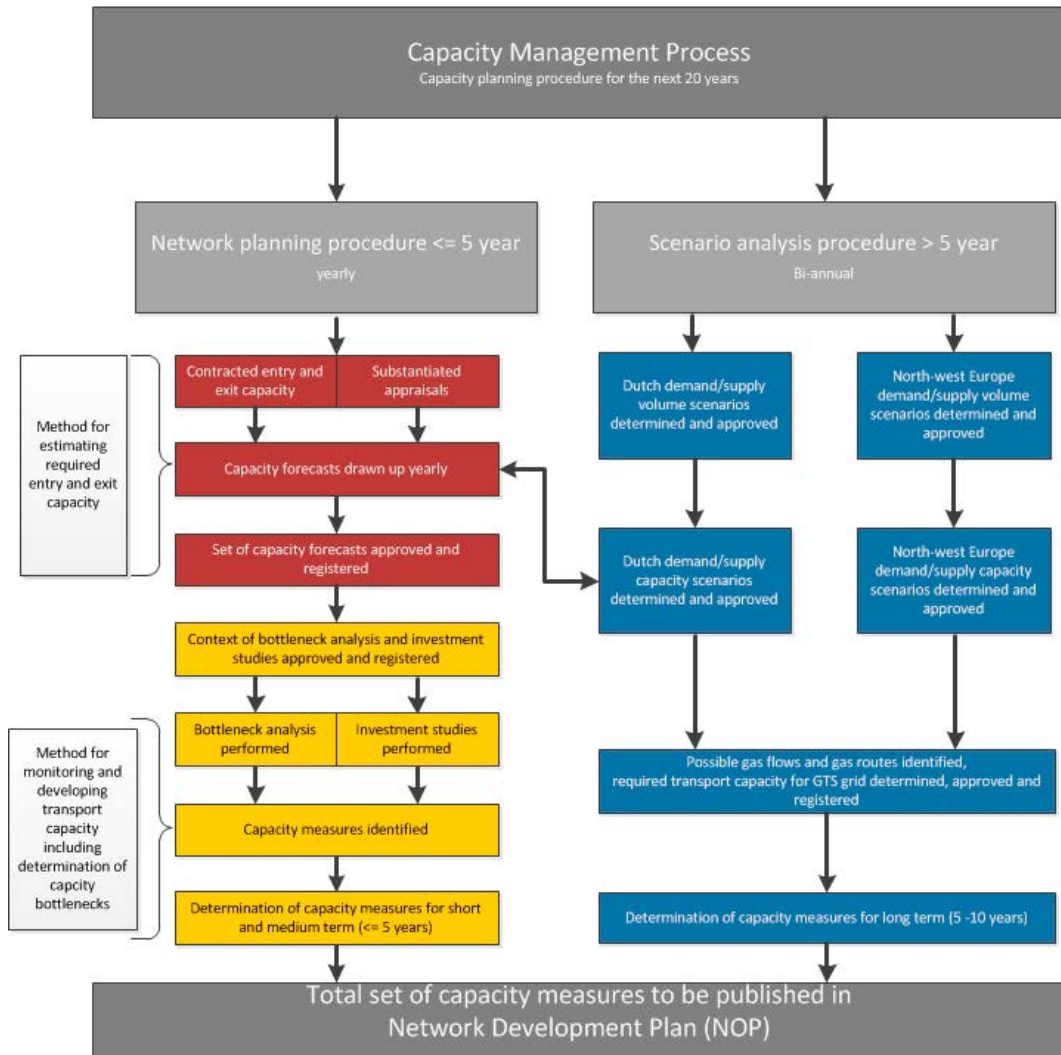 Capacity Management Process
Capacity planning procedure for the next 20 years
Network planning procedure <= 5 year
yearly
Scenario analysis procedure > 5 year
Bi-annual
Method for
estimating
required
entry and exit
capacity
Contracted entry and
exit capacity
Substantiated
appraisals
Capacity forecasts drawn up yearly
Set of capacity forecasts approved and
registered
Context of bottleneck analysis and investment
studies approved and registered
Method for
monitoring and
developing
transport
capacity
including
determination of
capcity
bottlenecks
Bottleneck analysis
performed
Investment studies
performed
Capacity measures identified
Determination of capacity measures for short
and medium term (<= 5 years)
Dutch demand/supply
volume scenarios
determined and approved
North-west Europe
demand/supply volume
scenarios determined and
approved
Dutch demand/supply
capacity scenarios
determined and approved
North-west Europe
demand/supply capacity
scenarios determined and
approved
Possible gas flows and gas routes identified,
required transport capacity for GTS grid determined, approved and
registered
Determination of capacity measures for long term (5 -10 years)
Total set of capacity measures to be published in
Network Development Plan (NOP)